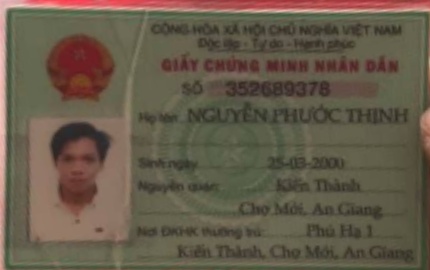 CỘNG HÒA XÃ HỘI CHỦ NGHĨA VIỆT NAM
Độc lập - Tự do - Hạnh phúc
GIẤY CHỨNG MINH NHÂN DÂN
SỐ 352689378
Họ tên NGUYỄN PHƯỚC THỊNH
Sinh ngày 25-03-2000
Nguyên quán: Kiến Thành
Chợ Mới, An Giang
Nơi ĐKHK thường trú: Phú Hạ 1
Kiến Thành, Chợ Mới, An Giang